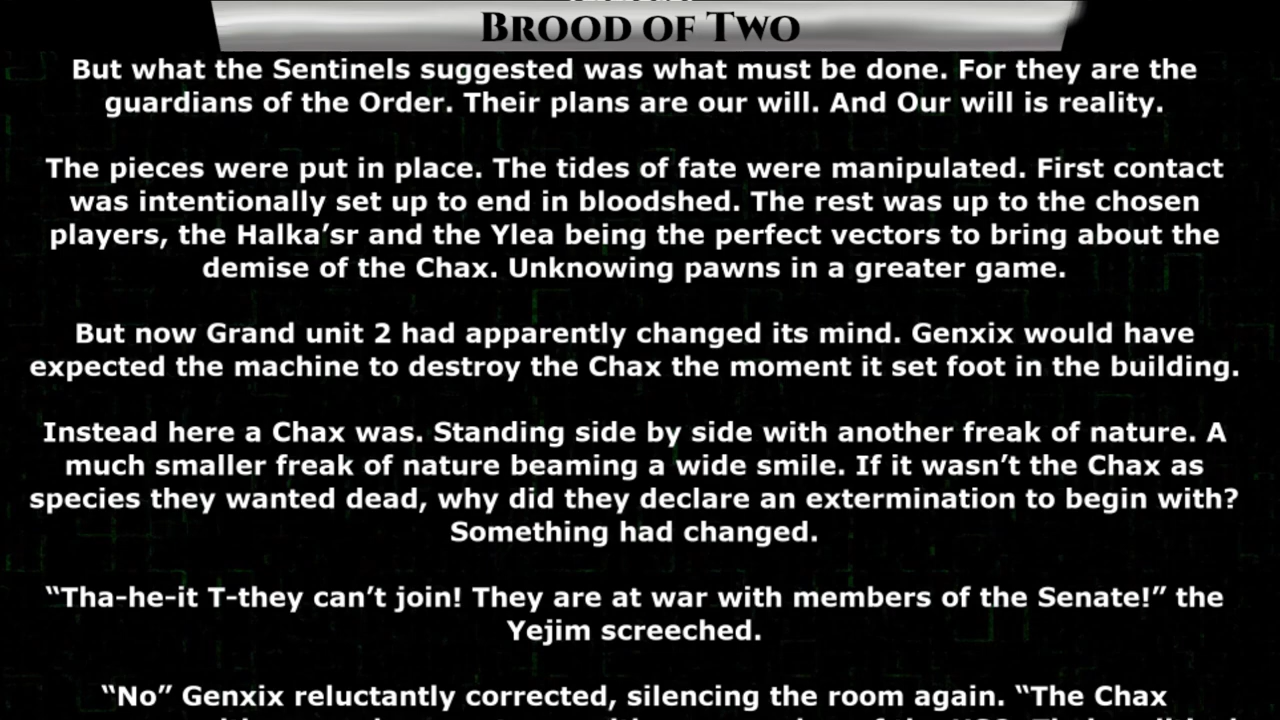 BROOD OF TWO
But what the Sentinels suggested was what must be done. For they are the
guardians of the Order. Their plans are our will. And Our will is reality.
The pieces were put in place. The tides of fate were manipulated. First contact
was intentionally set up to end in bloodshed. The rest was up to the chosen
players, the Halka’sr and the Ylea being the perfect vectors to bring about the
demise of the Chax. Unknowing pawns in a greater game.
But now Grand unit 2 had apparently changed its mind. Genxix would have
expected the machine to destroy the Chax the moment it set foot in the building.
Instead here a Chax was. Standing side by side with another freak of nature. A
much smaller freak of nature beaming a wide smile. If it wasn’t the Chax as
species they wanted dead, why did they declare an extermination to begin with?
Something had changed.
“Tha-he-it T-they can’t join! They are at war with members of the Senate!” the
Yejim screeched.
“No” Genxix reluctantly corrected, silencing the room again. “The Chax